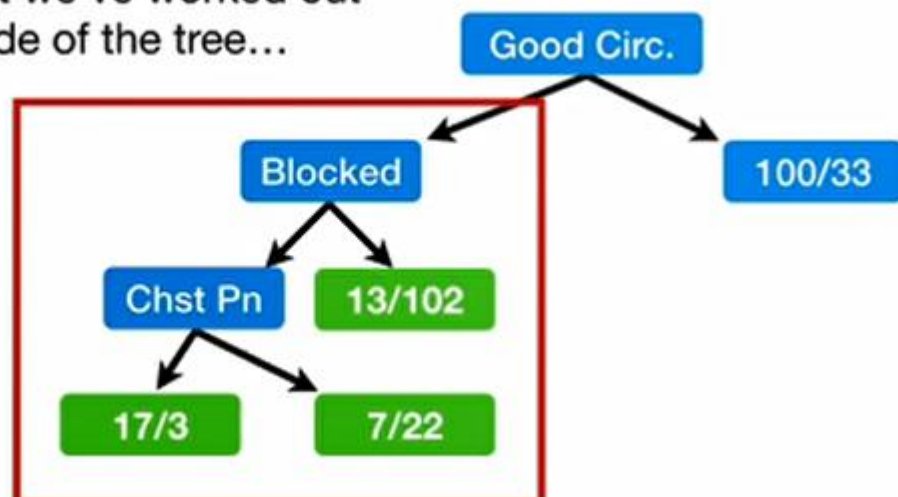 de of the tree...
Good Circ.
Blocked
100/33
Chst Pn
13/102
17/3
7/22